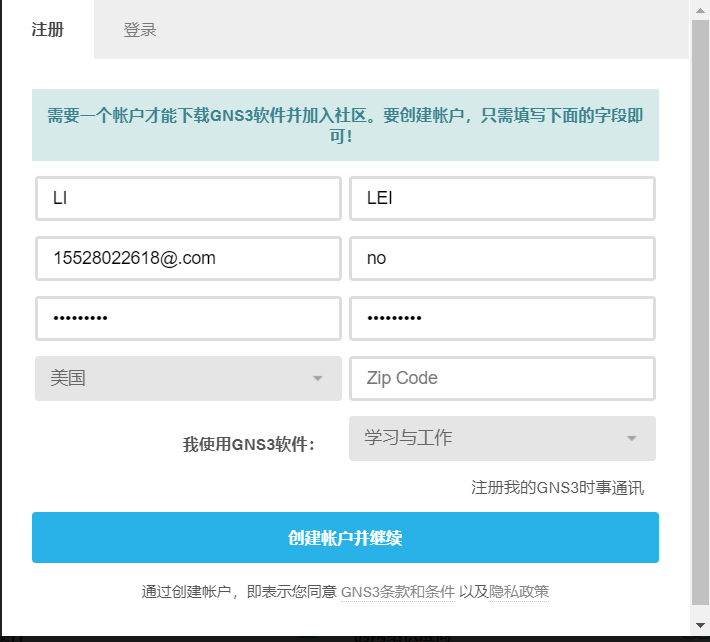 注册 登录
需要一个帐户才能下载GNS3软件并加入社区。要创建帐户，只需填写下面的字段即
可！
LI LEI
15528022618@.com no
••••••••• •••••••••
美国 Zip Code
我使用GNS3软件： 学习与工作
注册我的GNS3时事通讯
创建帐户并继续
通过创建帐户，即表示您同意 GNS3条款和条件 以及隐私政策